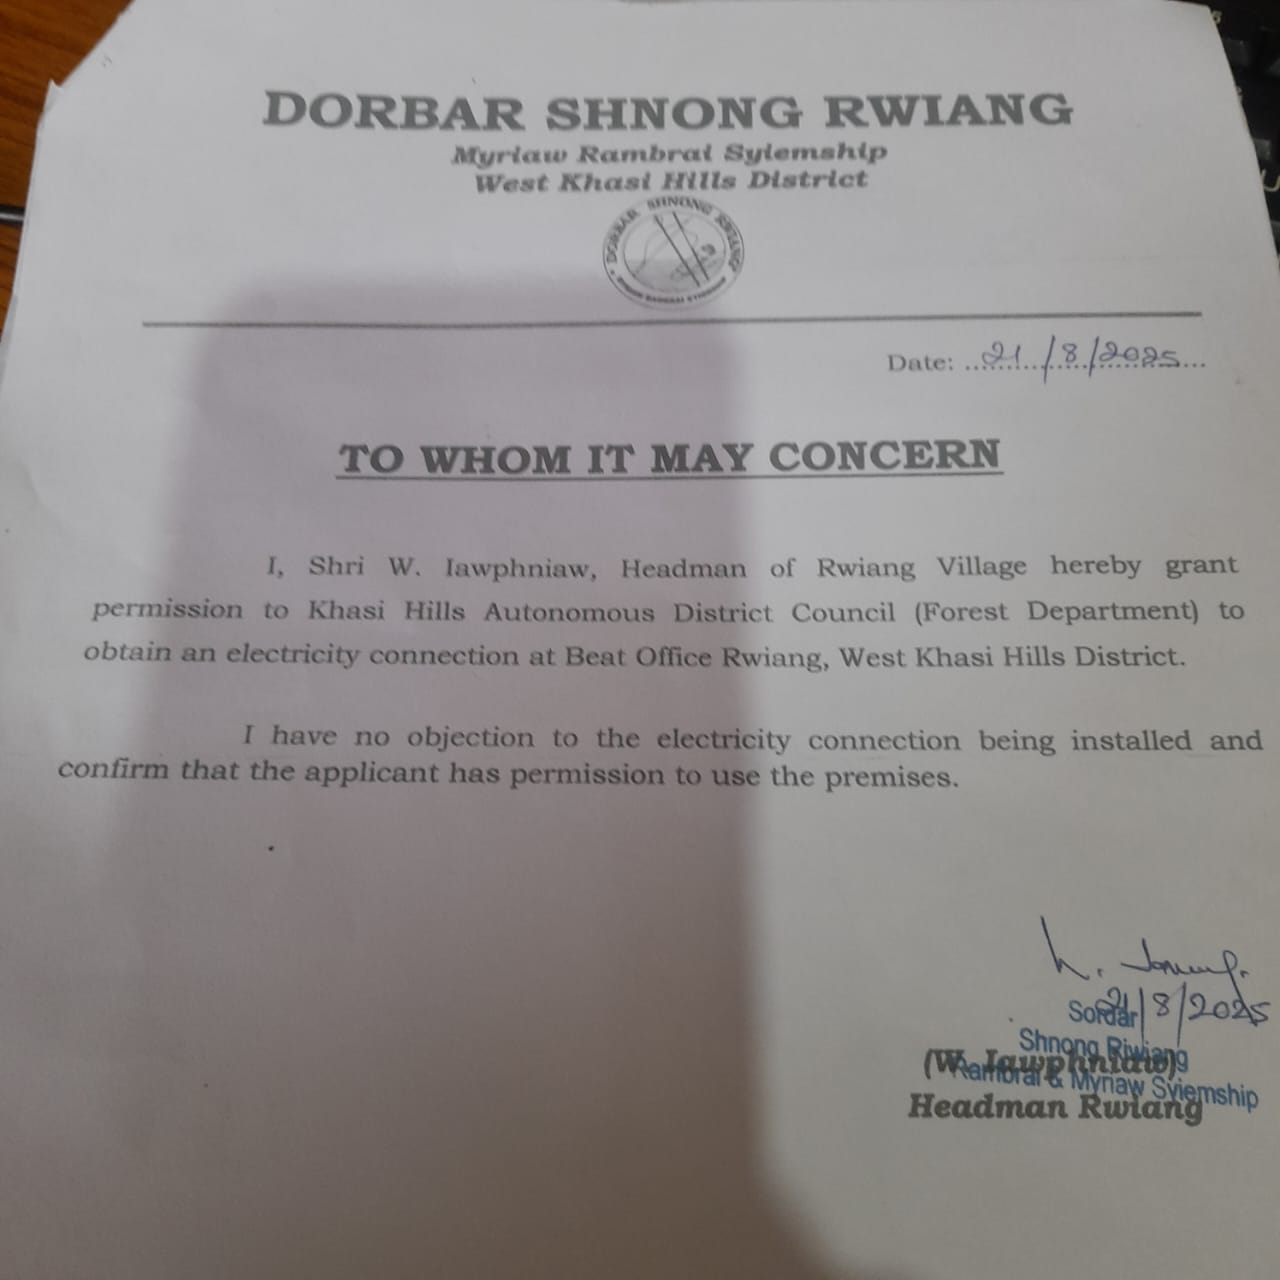 DORBAR SHNONG RWIANG
Myriaw Rambrai Syiemship
West Khasi Hills District
DORBAR SHNONG RWIANG
Date: 21/8/2025
TO WHOM IT MAY CONCERN
I, Shri W. Iawphniaw, Headman of Rwiang Village hereby grant
permission to Khasi Hills Autonomous District Council (Forest Department) to
obtain an electricity connection at Beat Office Rwiang, West Khasi Hills District.
I have no objection to the electricity connection being installed and
confirm that the applicant has permission to use the premises.
21/8/2025
Sordar
Shnong Riwiang
Rambrai & Myriaw Syiemship
(W. Iawphniaw)
Headman Rwiang